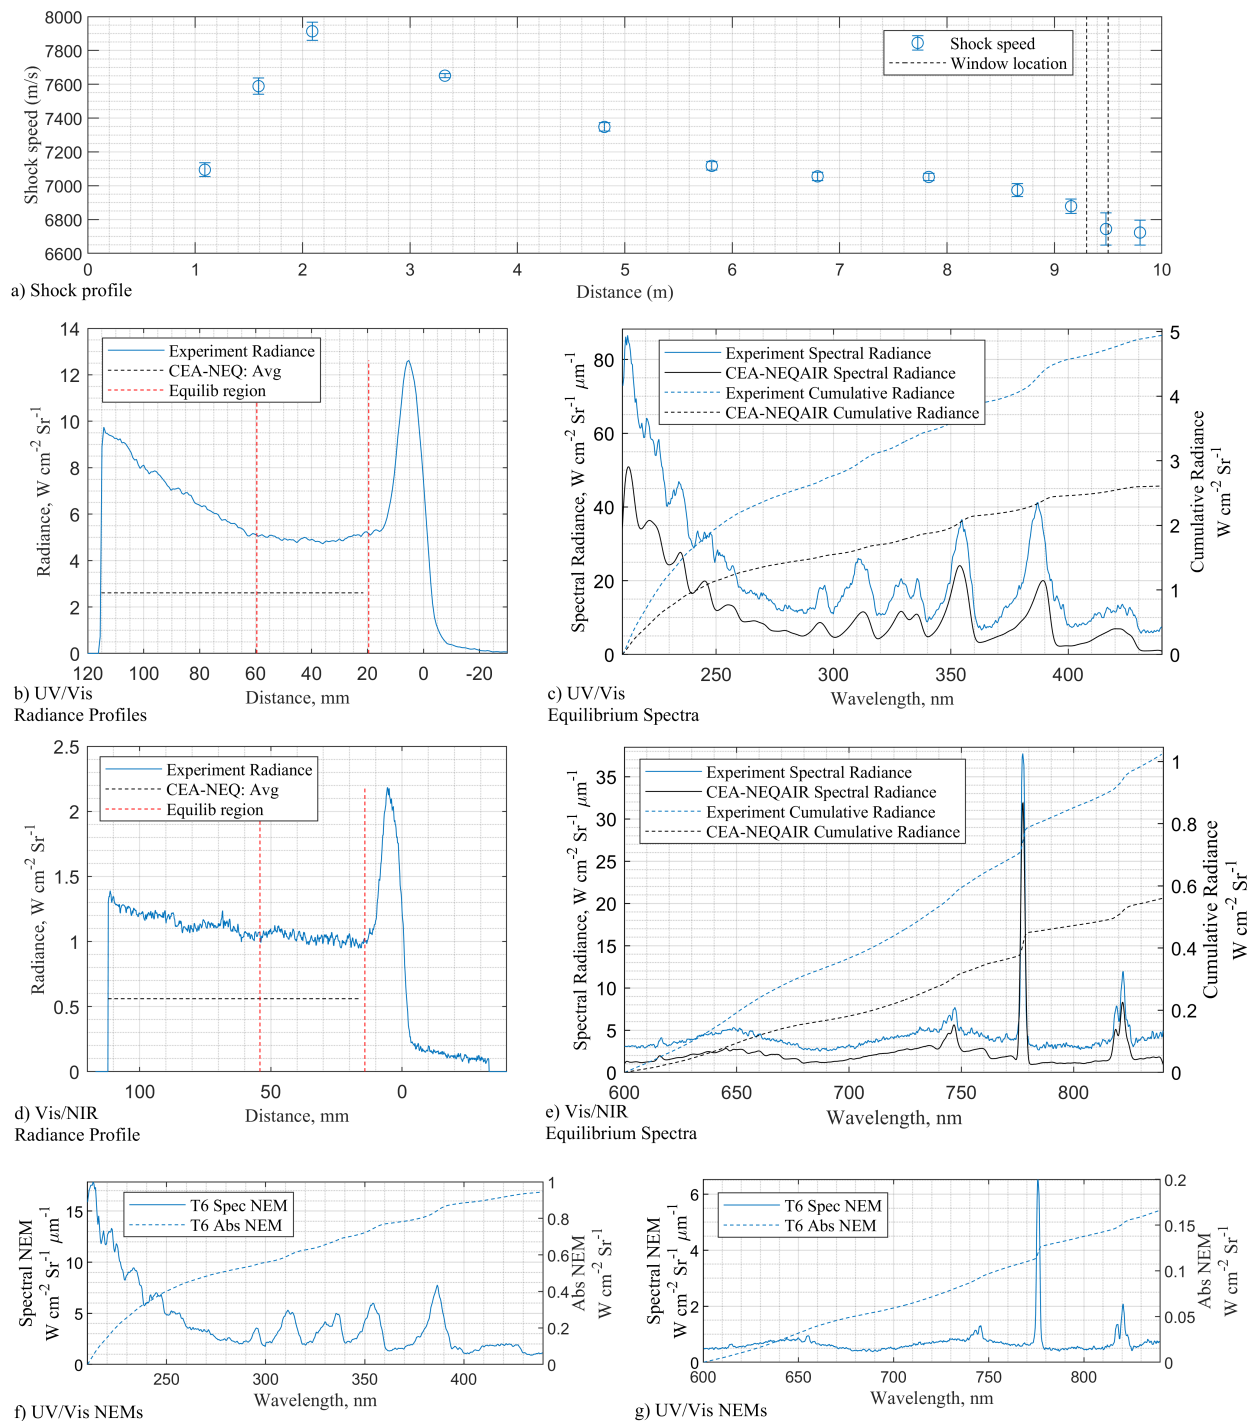 8000
7800
7600
7400
7200
7000
6800
6600
Shock speed (m/s)
Shock speed
Window location
0 1 2 3 4 5 6 7 8 9 10
a) Shock profile
Distance (m)
14
12
10
8
6
4
2
0
Radiance, W cm-2 Sr-1
Experiment Radiance
CEA-NEQ: Avg
Equilib region
120 100 80 60 40 20 0 -20
Distance, mm
b) UV/Vis
Radiance Profiles
80
60
40
20
0
Spectral Radiance, W cm-2 Sr-1 μm-1
Experiment Spectral Radiance
CEA-NEQAIR Spectral Radiance
Experiment Cumulative Radiance
CEA-NEQAIR Cumulative Radiance
5
4
3
2
1
0
Cumulative Radiance
W cm-2 Sr-1
250 300 350 400
Wavelength, nm
c) UV/Vis
Equilibrium Spectra
2.5
2
1.5
1
0.5
0
Radiance, W cm-2 Sr-1
Experiment Radiance
CEA-NEQ: Avg
Equilib region
100 50 0
Distance, mm
d) Vis/NIR
Radiance Profile
35
30
25
20
15
10
5
0
Spectral Radiance, W cm-2 Sr-1 μm-1
Experiment Spectral Radiance
CEA-NEQAIR Spectral Radiance
Experiment Cumulative Radiance
CEA-NEQAIR Cumulative Radiance
1
0.8
0.6
0.4
0.2
0
Cumulative Radiance
W cm-2 Sr-1
600 650 700 750 800
Wavelength, nm
e) Vis/NIR
Equilibrium Spectra
15
10
5
0
Spectral NEM
W cm-2 Sr-1 μm-1
T6 Spec NEM
T6 Abs NEM
1
0.8
0.6
0.4
0.2
0
Abs NEM
W cm-2 Sr-1
250 300 350 400
Wavelength, nm
f) UV/Vis NEMs
6
4
2
0
Spectral NEM
W cm-2 Sr-1 μm-1
T6 Spec NEM
T6 Abs NEM
0.2
0.15
0.1
0.05
0
Abs NEM
W cm-2 Sr-1
600 650 700 750 800
Wavelength, nm
g) UV/Vis NEMs